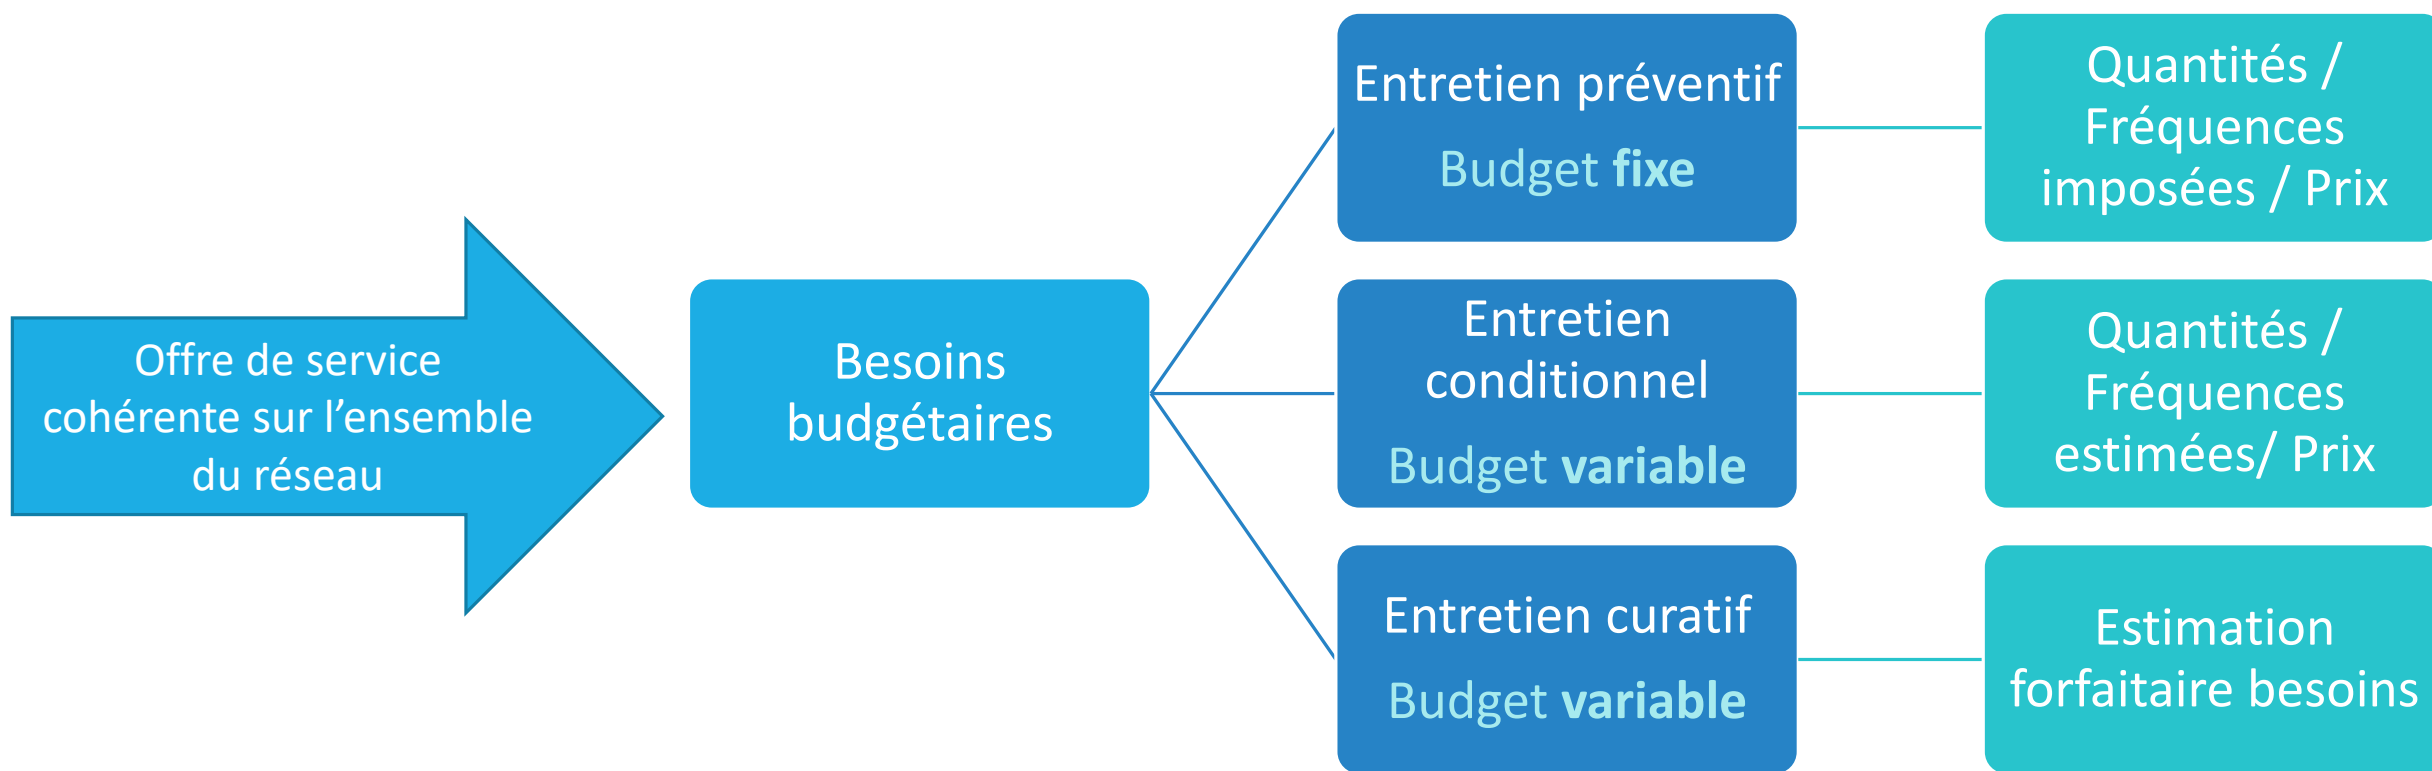 Offre de service
cohérente sur l’ensemble
du réseau
Besoins
budgétaires
Entretien préventif
Budget fixe
Quantités /
Fréquences
imposées / Prix
Entretien
conditionnel
Budget variable
Quantités /
Fréquences
estimées/ Prix
Entretien curatif
Budget variable
Estimation
forfaitaire besoins